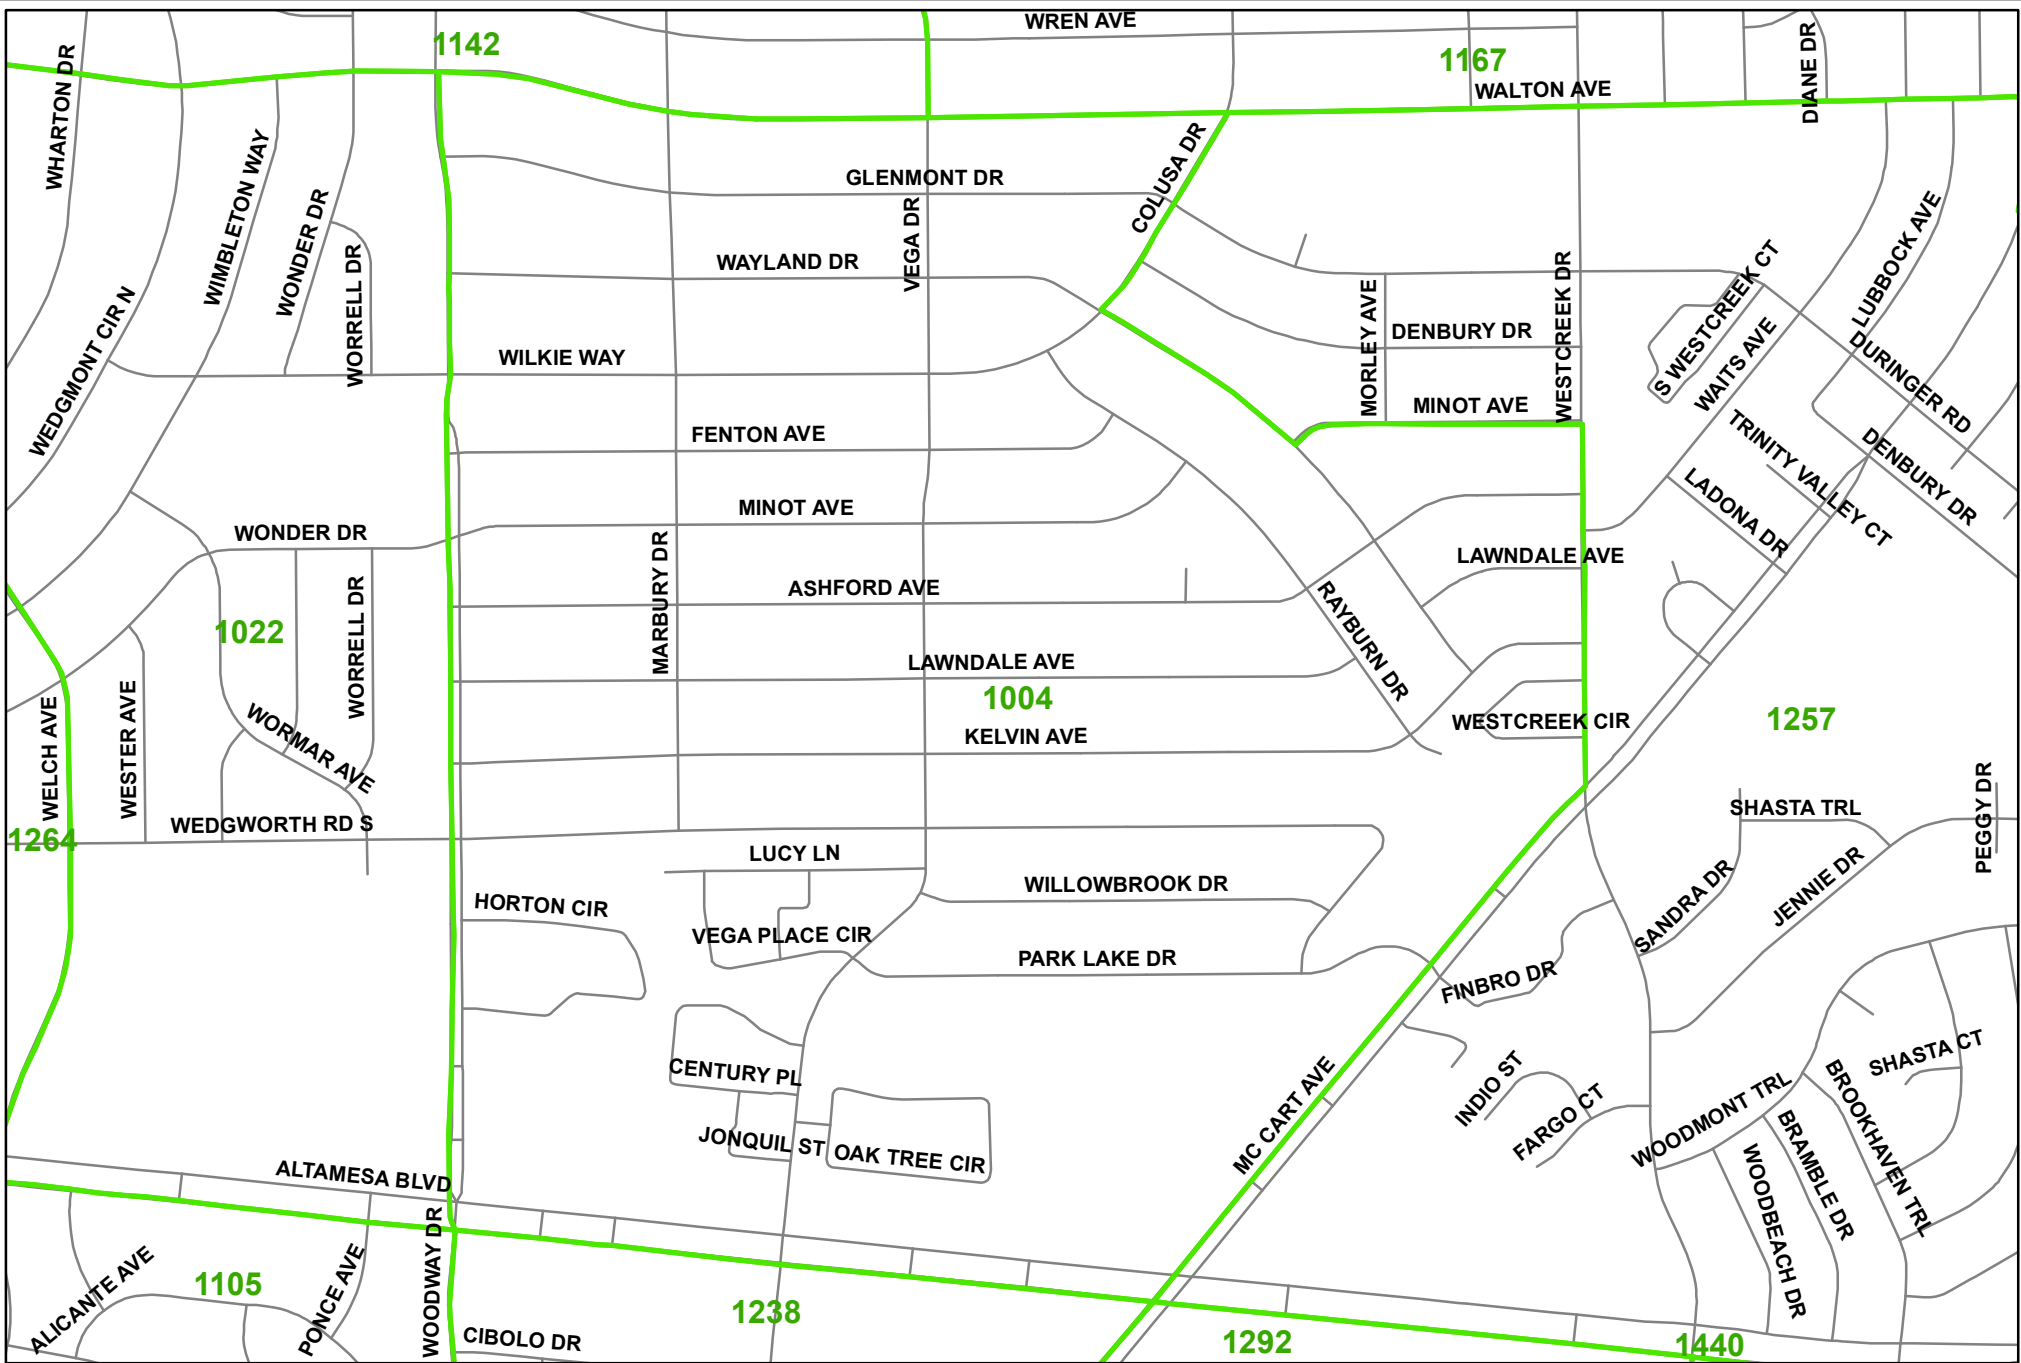 WREN AVE
1142
1167
WALTON AVE
DIANE DR
WHARTON DR
WIMBLETON WAY
WONDER DR
WORRELL DR
WEDGMONT CIR N
GLENMONT DR
VEGA DR
COLUSA DR
WAYLAND DR
WILKIE WAY
MORLEY AVE
DENBURY DR
WESTCREEK DR
MINOT AVE
S WESTCREEK CT
WAITS AVE
LUBBOCK AVE
DURINGER RD
DENBURY DR
TRINITY VALLEY CT
LADONA DR
FENTON AVE
MINOT AVE
WONDER DR
MARBURY DR
ASHFORD AVE
LAWNDALE AVE
RAYBURN DR
1022
WORRELL DR
LAWNDALE AVE
1004
KELVIN AVE
WESTCREEK CIR
1257
WELCH AVE
WESTER AVE
WORMAR AVE
WEDGWORTH RD S
1264
LUCY LN
WILLOWBROOK DR
SHASTA TRL
PEGGY DR
SANDRA DR
JENNIE DR
HORTON CIR
VEGA PLACE CIR
PARK LAKE DR
FINBRO DR
CENTURY PL
JONQUIL ST
OAK TREE CIR
MC CART AVE
INDIO ST
FARGO CT
SHASTA CT
WOODMONT TRL
BROOKHAVEN TRL
BRAMBLE DR
WOODBEACH DR
ALTAMESA BLVD
WOODWAY DR
ALICANTE AVE
1105
PONCE AVE
CIBOLO DR
1238
1292
1440